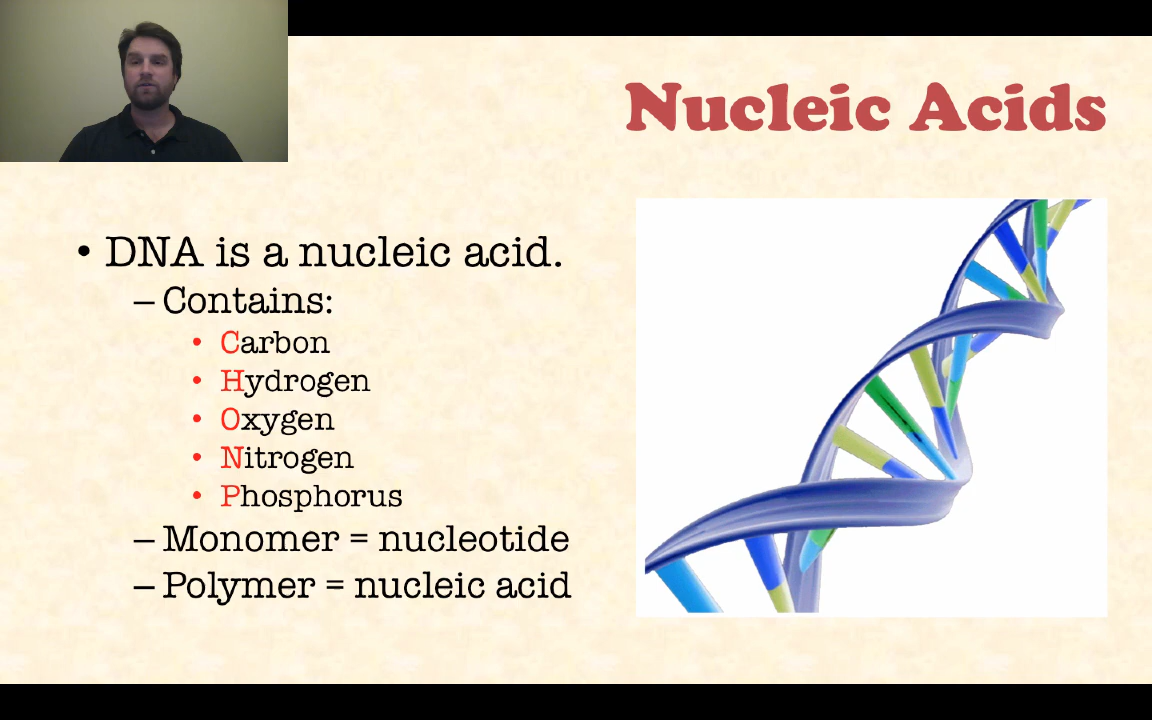 Nucleic Acids
• DNA is a nucleic acid.
– Contains:
• Carbon
• Hydrogen
• Oxygen
• Nitrogen
• Phosphorus
– Monomer = nucleotide
– Polymer = nucleic acid